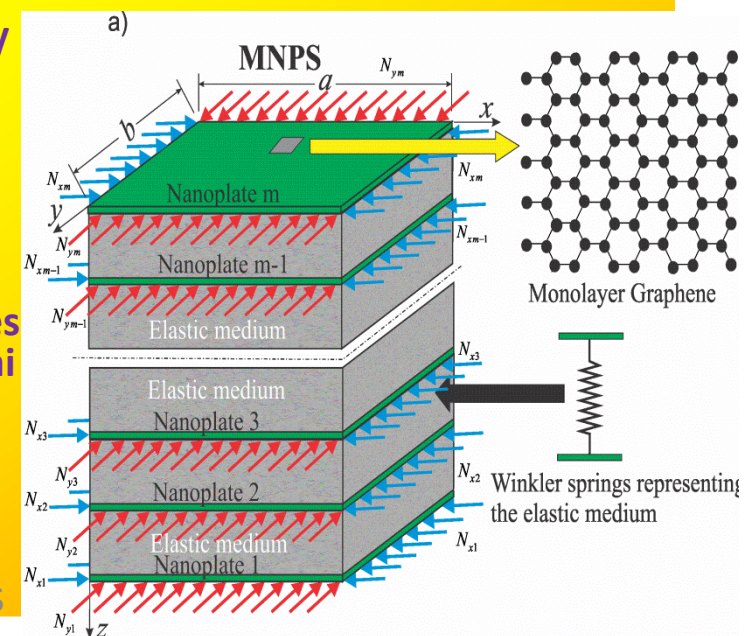 a)
MNPS
a
N_ym
x
b
N_xm
y
Nanoplate m
N_xm
N_ym
N_xm-1
Nanoplate m-1
N_xm-1
Monolayer Graphene
N_ym-1
Elastic medium
N_x3
Elastic medium
Nanoplate 3
N_x3
N_y3
Nanoplate 2
N_x2
Winkler springs representing
the elastic medium
N_x2
N_y2
Elastic medium
N_x1
Nanoplate 1
N_x1
N_y1
z